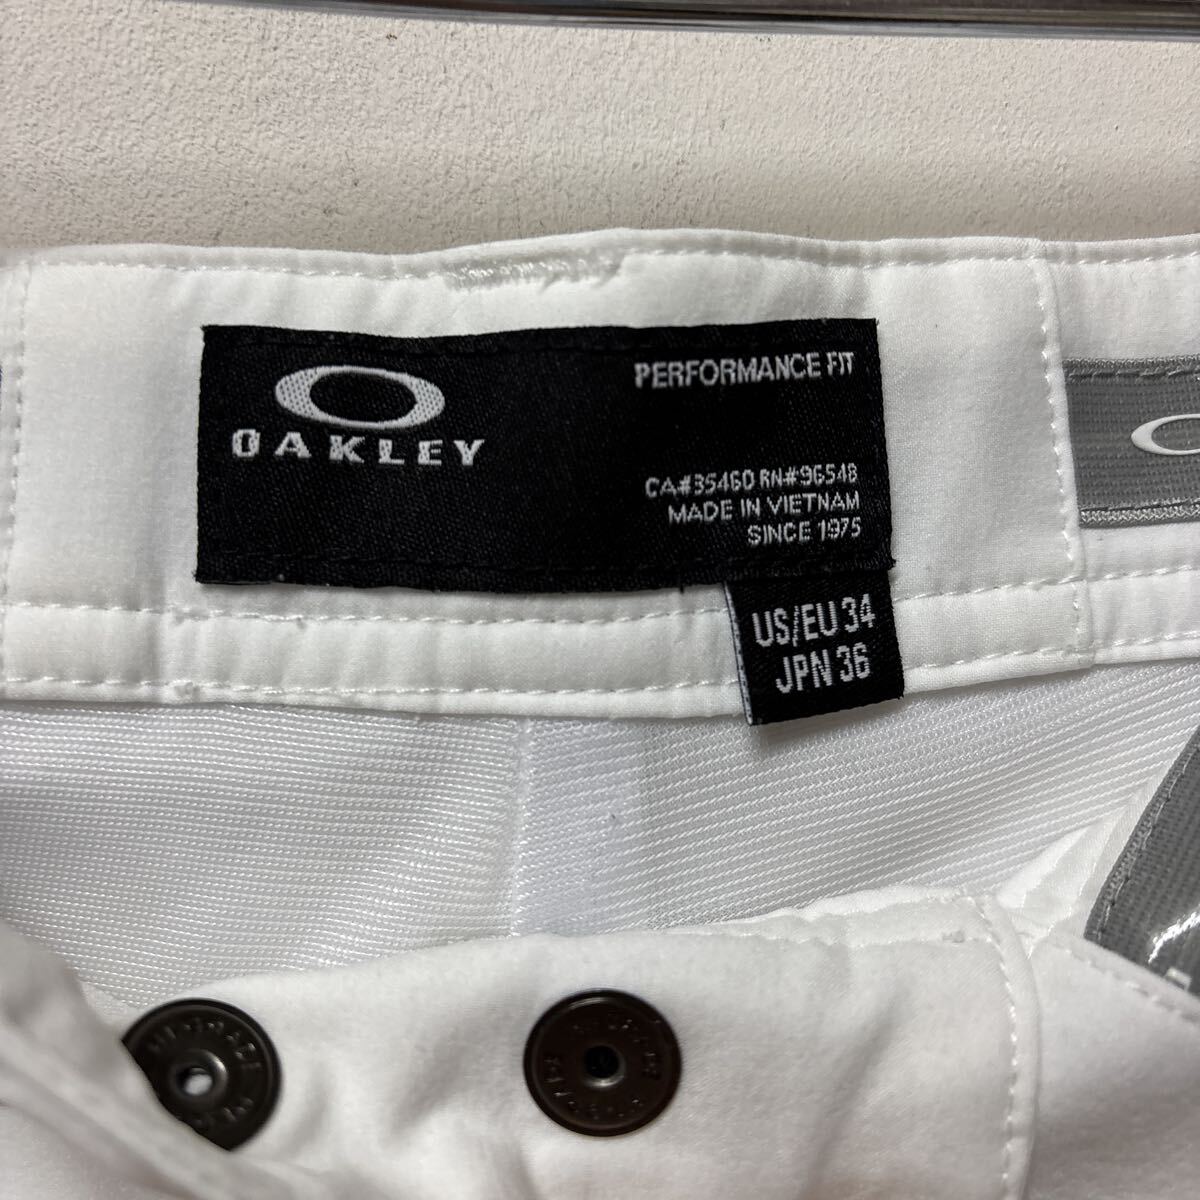 OAKLEY
PERFORMANCE FIT
CA#35460 RN#96548
MADE IN VIETNAM
SINCE 1975
US/EU 34
JPN 36